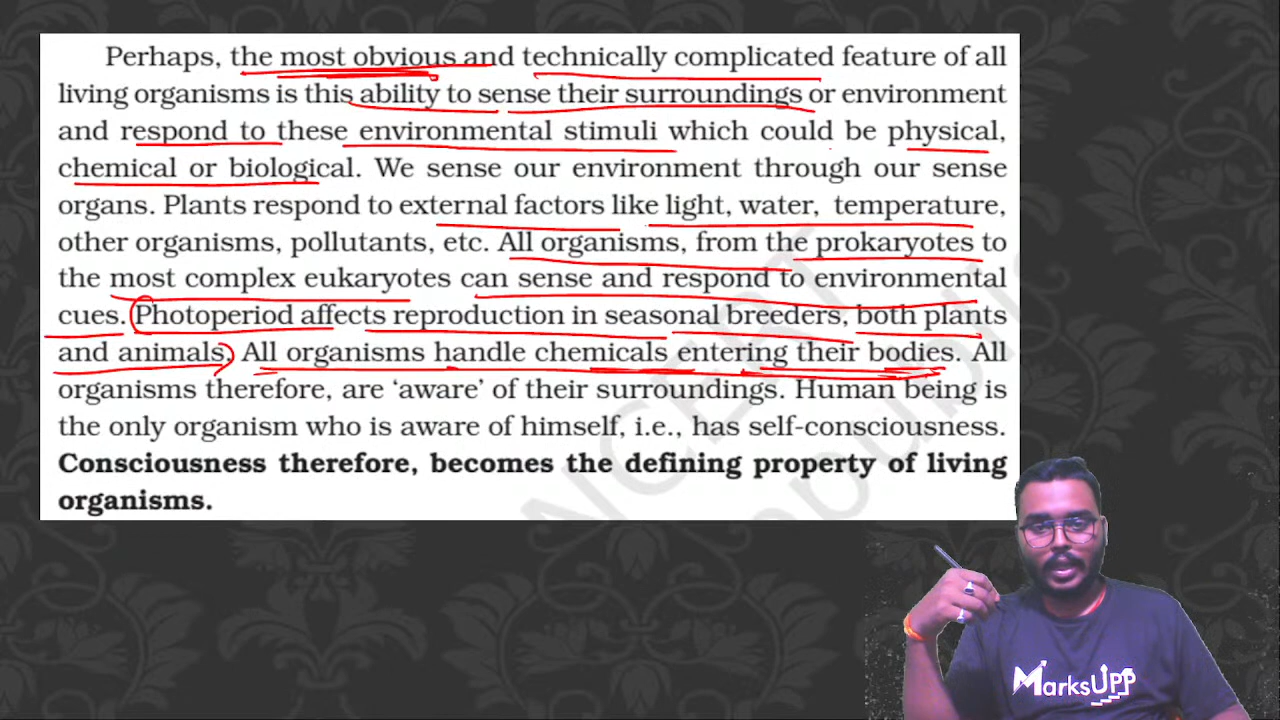 Perhaps, the most obvious and technically complicated feature of all
living organisms is this ability to sense their surroundings or environment
and respond to these environmental stimuli which could be physical,
chemical or biological. We sense our environment through our sense
organs. Plants respond to external factors like light, water, temperature,
other organisms, pollutants, etc. All organisms, from the prokaryotes to
the most complex eukaryotes can sense and respond to environmental
cues. Photoperiod affects reproduction in seasonal breeders, both plants
and animals. All organisms handle chemicals entering their bodies. All
organisms therefore, are ‘aware’ of their surroundings. Human being is
the only organism who is aware of himself, i.e., has self-consciousness.
Consciousness therefore, becomes the defining property of living
organisms.
NCERT
MarksUPP